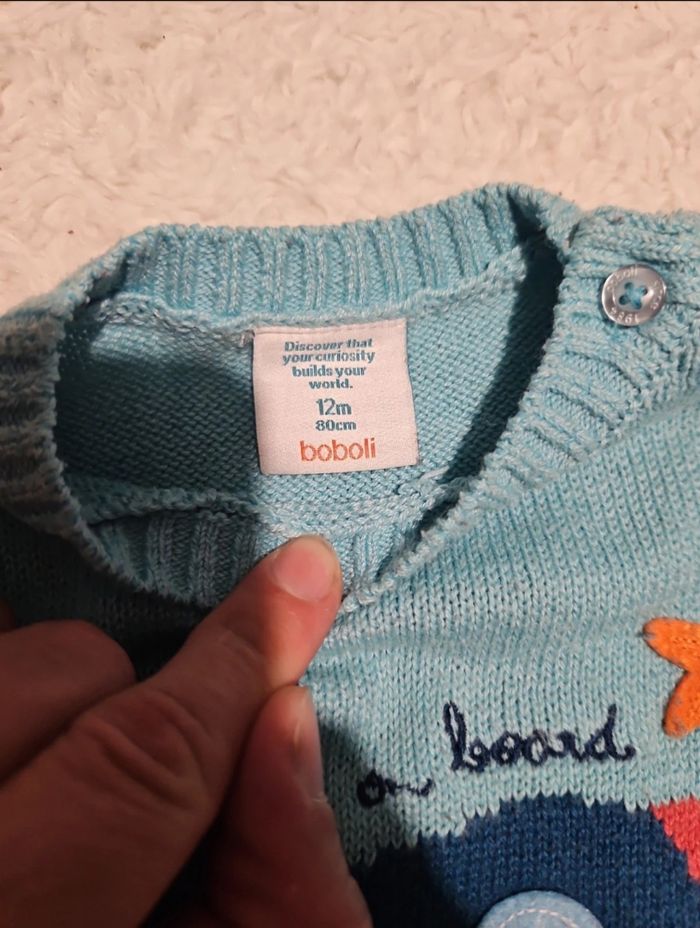 Discover that
your curiosity
builds your
world.
12m
80cm
boboli
on board